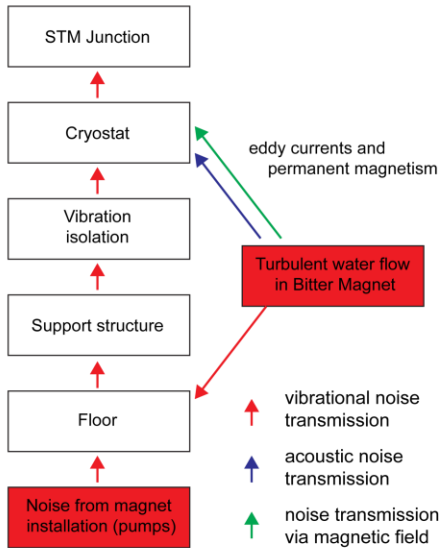 STM Junction
Cryostat
eddy currents and
permanent magnetism
Vibration
isolation
Turbulent water flow
in Bitter Magnet
Support structure
Floor
Noise from magnet
installation (pumps)
vibrational noise
transmission
acoustic noise
transmission
noise transmission
via magnetic field